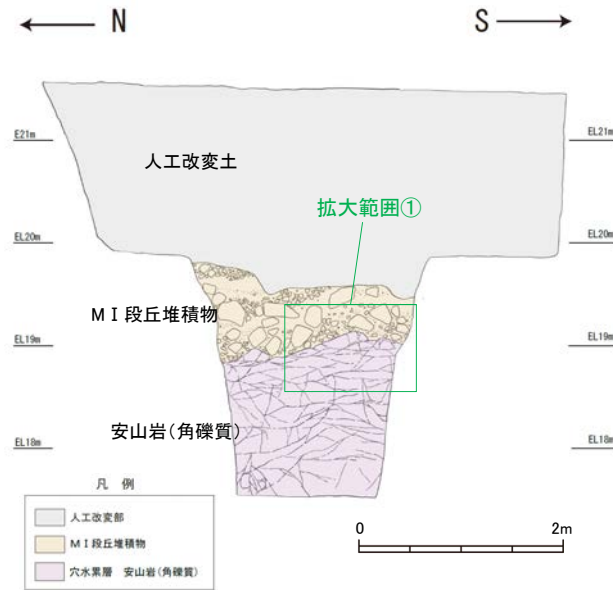 N S
E21m EL21m
人工改変土
拡大範囲①
EL20m EL20m
MⅠ段丘堆積物
EL19m EL19m
安山岩(角礫質)
EL18m EL18m
凡 例
人工改変部
MⅠ段丘堆積物
穴水累層 安山岩(角礫質)
0 2m